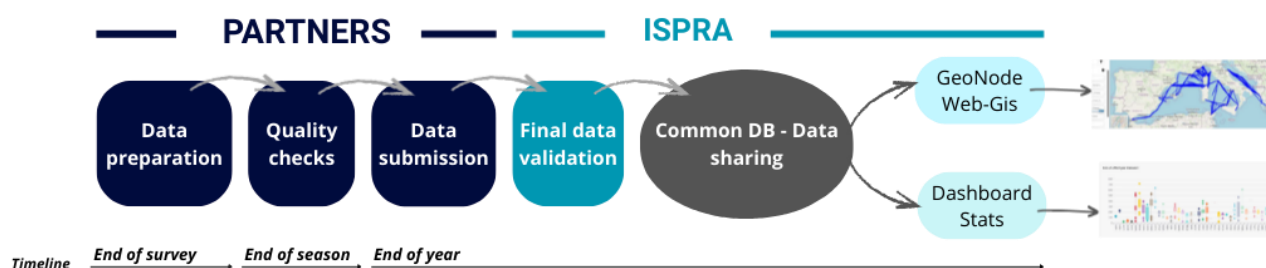 PARTNERS
ISPRA
Data
preparation
Quality
checks
Data
submission
Final data
validation
Common DB - Data
sharing
GeoNode
Web-Gis
Dashboard
Stats
Timeline
End of survey
End of season
End of year